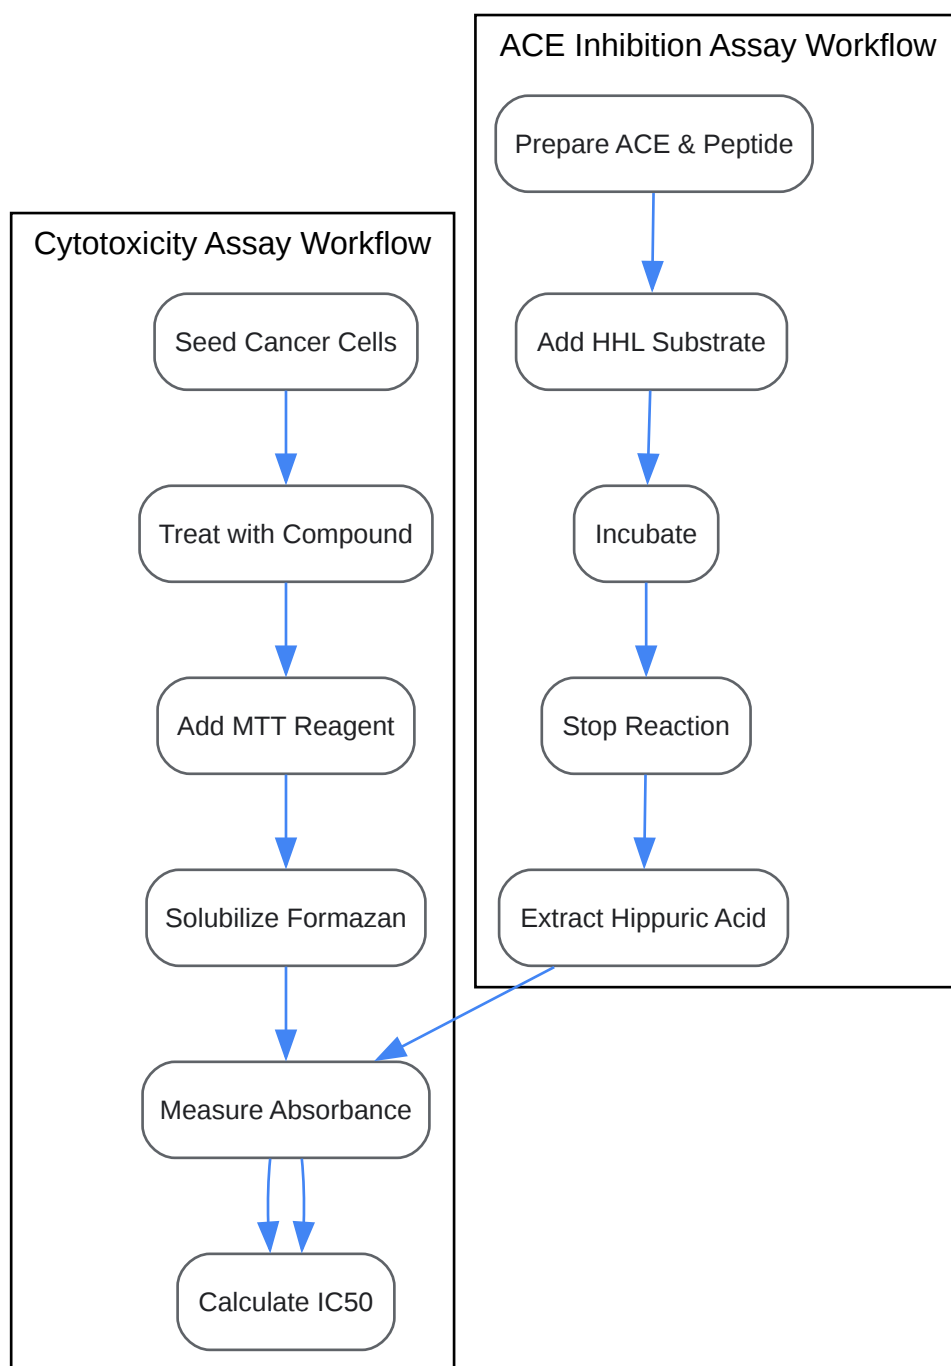 ACE Inhibition Assay Workflow
Prepare ACE & Peptide
Add HHL Substrate
Incubate
Stop Reaction
Extract Hippuric Acid
Cytotoxicity Assay Workflow
Seed Cancer Cells
Treat with Compound
Add MTT Reagent
Solubilize Formazan
Measure Absorbance
Calculate IC50